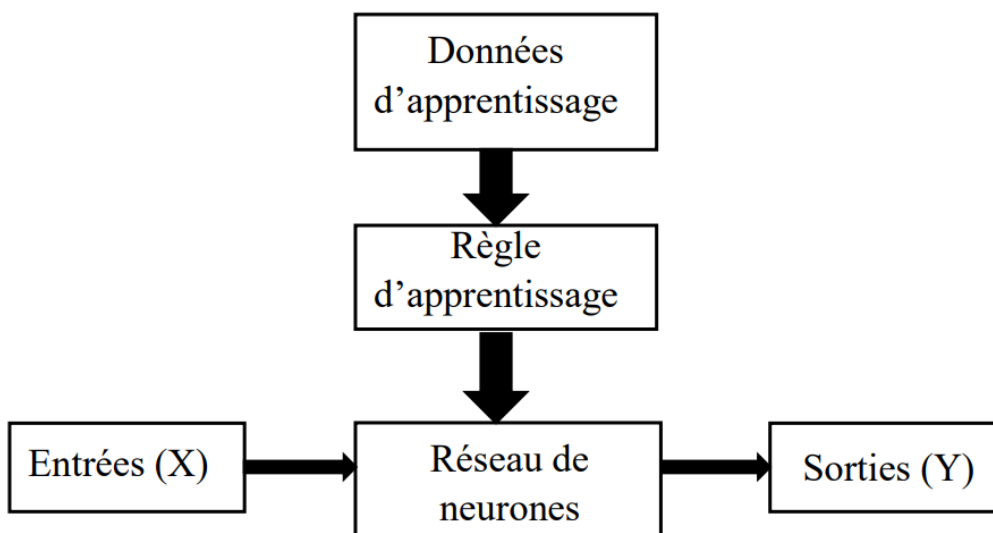 Données
d’apprentissage
Règle
d’apprentissage
Entrées (X)
Réseau de
neurones
Sorties (Y)